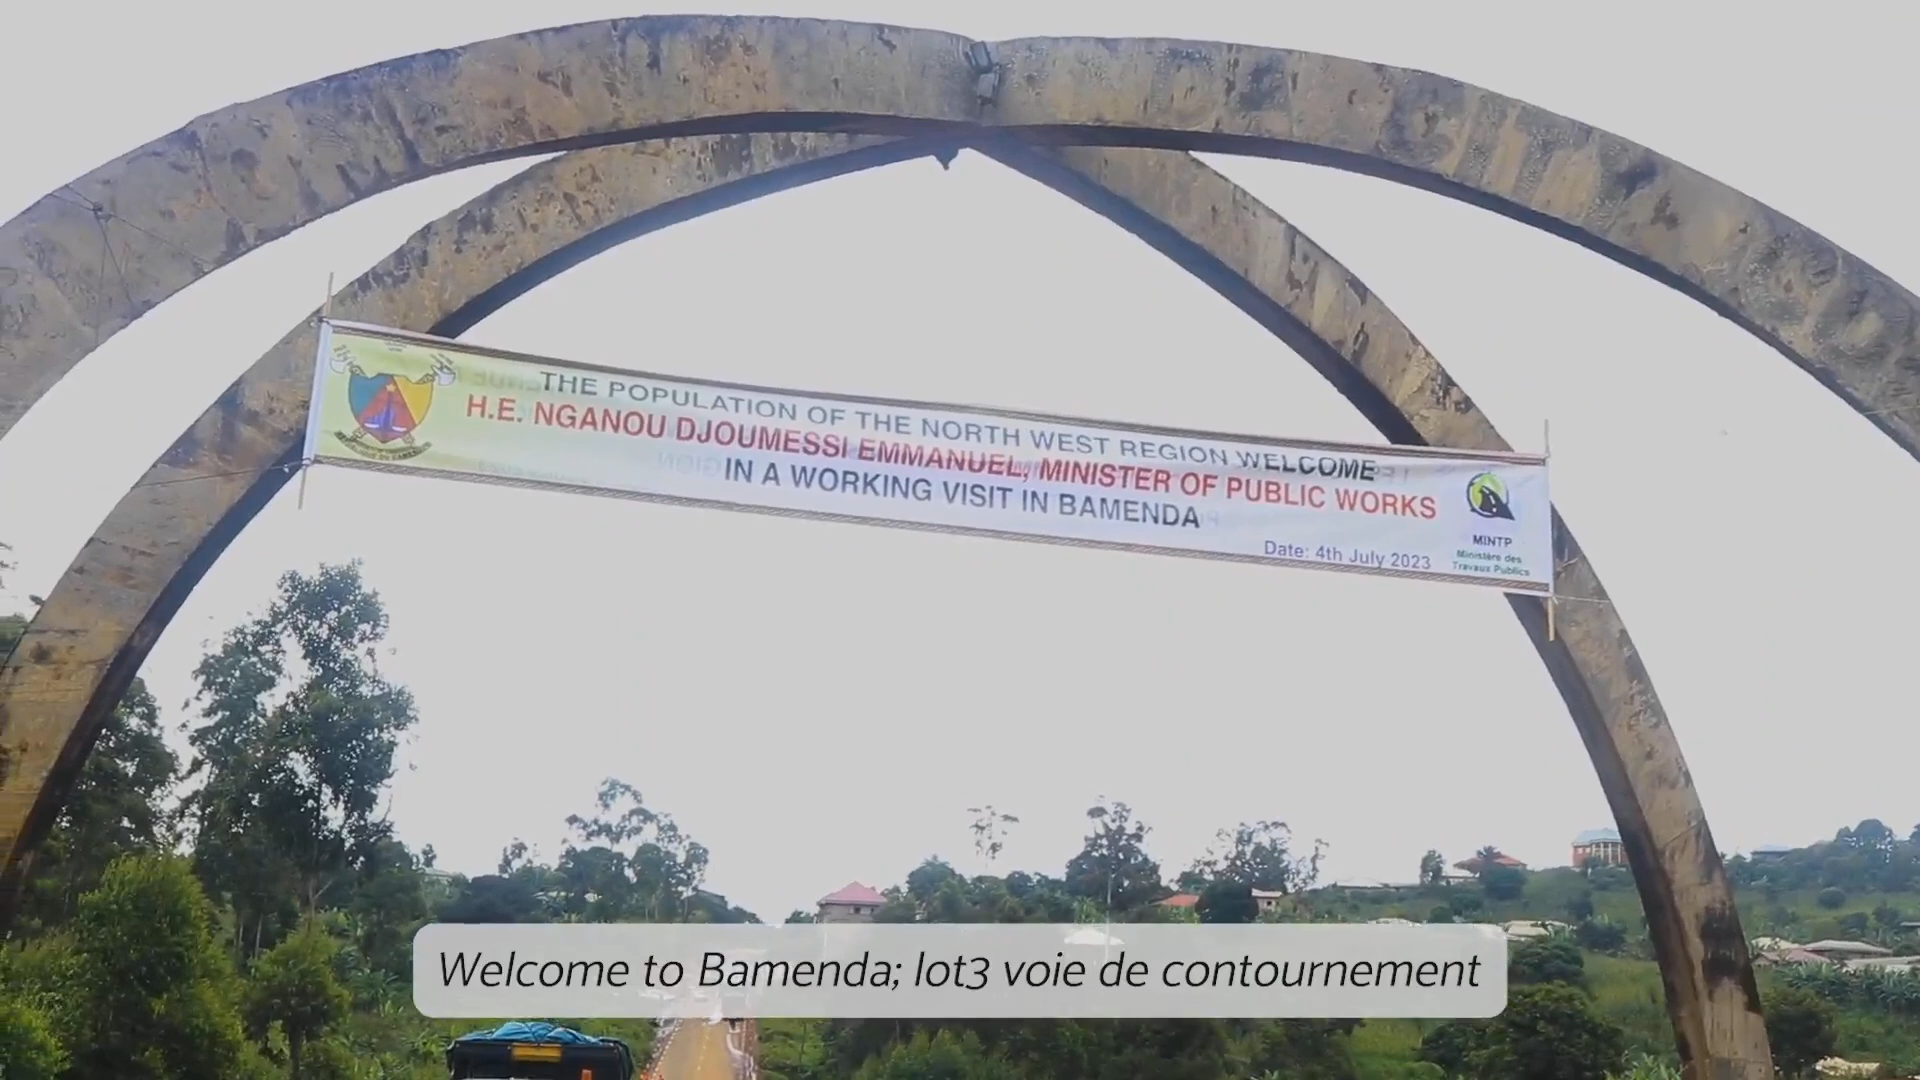 THE POPULATION OF THE NORTH WEST REGION WELCOME
H.E. NGANOU DJOUMESSI EMMANUEL, MINISTER OF PUBLIC WORKS
IN A WORKING VISIT IN BAMENDA
Date: 4th July 2023
MINTP
Ministère des
Travaux Publics
Welcome to Bamenda; lot3 voie de contournement